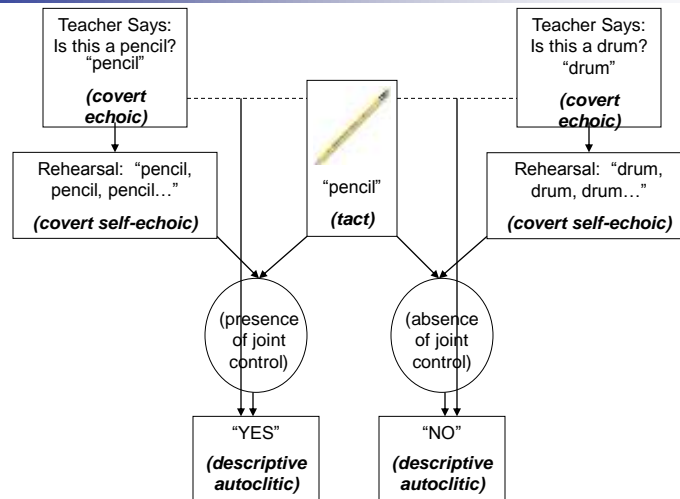 Teacher Says:
Is this a pencil?
“pencil”
(covert
echoic)
Rehearsal: “pencil,
pencil, pencil…”
(covert self-echoic)
“pencil”
(tact)
Teacher Says:
Is this a drum?
“drum”
(covert
echoic)
Rehearsal: “drum,
drum, drum…”
(covert self-echoic)
(presence
of joint
control)
(absence
of joint
control)
“YES”
(descriptive
autoclitic)
“NO”
(descriptive
autoclitic)